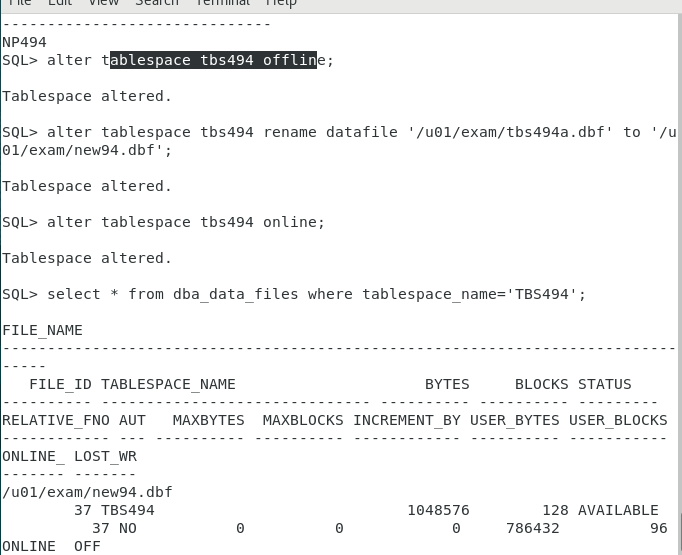 File Edit View Search Terminal Help
------------------------------
NP494
SQL> alter tablespace tbs494 offline;
Tablespace altered.
SQL> alter tablespace tbs494 rename datafile '/u01/exam/tbs494a.dbf' to '/u
01/exam/new94.dbf';
Tablespace altered.
SQL> alter tablespace tbs494 online;
Tablespace altered.
SQL> select * from dba_data_files where tablespace_name='TBS494';
FILE_NAME
---------------------------------------------------------------------------
-----
   FILE_ID TABLESPACE_NAME                     BYTES     BLOCKS STATUS
---------- ------------------------------ ---------- ---------- ---------
RELATIVE_FNO AUT   MAXBYTES  MAXBLOCKS INCREMENT_BY USER_BYTES USER_BLOCKS
------------ --- ---------- ---------- ------------ ---------- -----------
ONLINE_ LOST_WR
------- -------
/u01/exam/new94.dbf
        37 TBS494                            1048576        128 AVAILABLE
          37 NO           0          0            0     786432          96
ONLINE  OFF